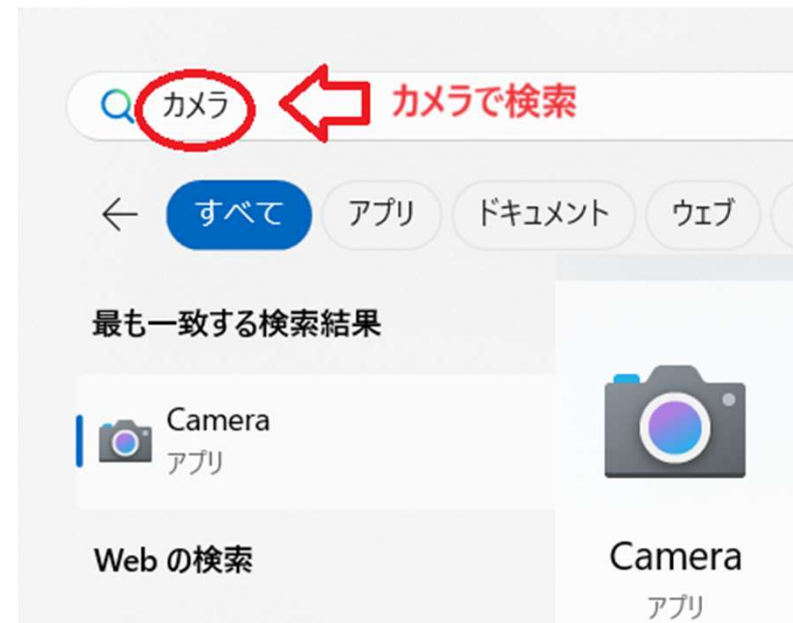 カメラ カメラで検索
← すべて アプリ ドキュメント ウェブ
最も一致する検索結果
Camera
アプリ
Web の検索
Camera
アプリ